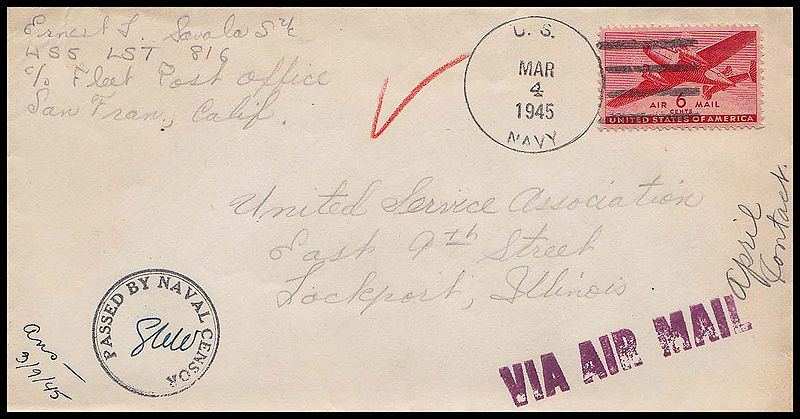 Ernest L. Savala S 2/c
USS LST 816
c/o Fleet Post Office
San Fran., Calif.
U. S.
MAR
4
1945
NAVY
AIR 6 MAIL
CENTS
UNITED STATES OF AMERICA
United Service Association
East 9th Street
Lockport, Illinois
April
Contact
PASSED BY NAVAL CENSOR
Ans—
3/9/45
VIA AIR MAIL